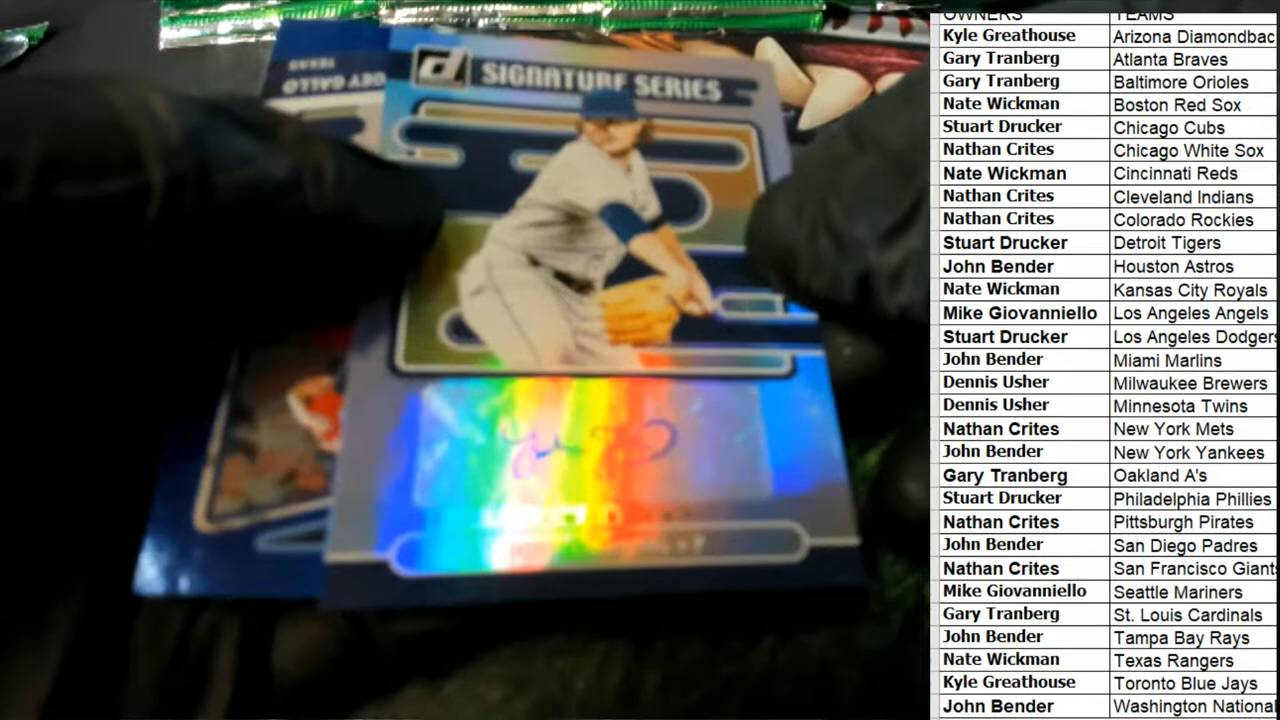 SIGNATURE SERIES
OEY GALLO
TEXAS
OWNERS TEAMS
Kyle Greathouse Arizona Diamondbac
Gary Tranberg Atlanta Braves
Gary Tranberg Baltimore Orioles
Nate Wickman Boston Red Sox
Stuart Drucker Chicago Cubs
Nathan Crites Chicago White Sox
Nate Wickman Cincinnati Reds
Nathan Crites Cleveland Indians
Nathan Crites Colorado Rockies
Stuart Drucker Detroit Tigers
John Bender Houston Astros
Nate Wickman Kansas City Royals
Mike Giovanniello Los Angeles Angels
Stuart Drucker Los Angeles Dodgers
John Bender Miami Marlins
Dennis Usher Milwaukee Brewers
Dennis Usher Minnesota Twins
Nathan Crites New York Mets
John Bender New York Yankees
Gary Tranberg Oakland A's
Stuart Drucker Philadelphia Phillies
Nathan Crites Pittsburgh Pirates
John Bender San Diego Padres
Nathan Crites San Francisco Giants
Mike Giovanniello Seattle Mariners
Gary Tranberg St. Louis Cardinals
John Bender Tampa Bay Rays
Nate Wickman Texas Rangers
Kyle Greathouse Toronto Blue Jays
John Bender Washington National